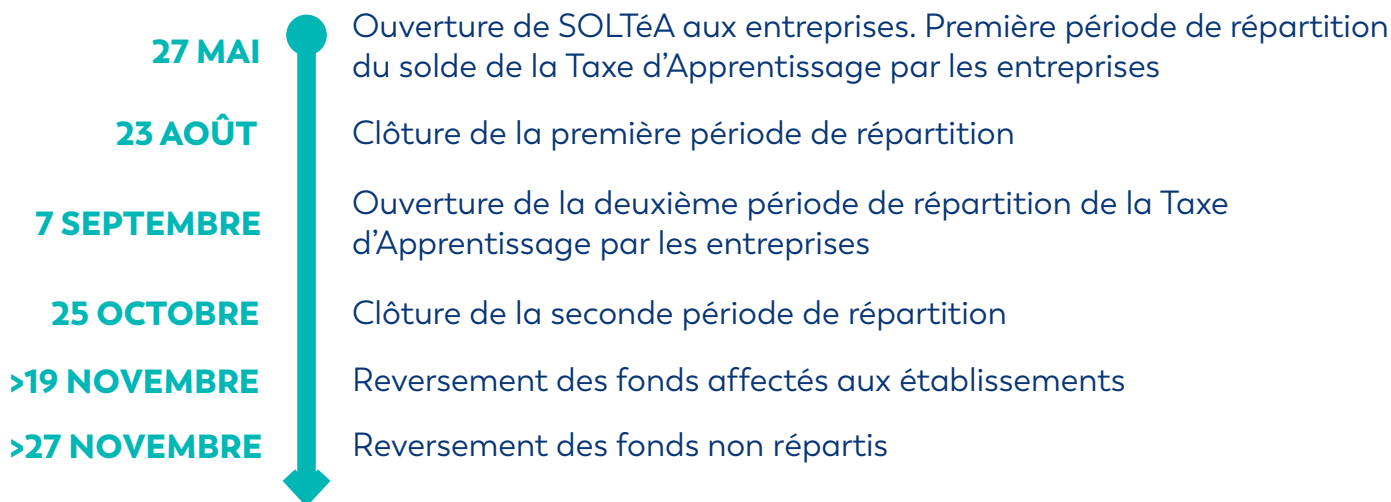 27 MAI
Ouverture de SOLTéA aux entreprises. Première période de répartition
du solde de la Taxe d’Apprentissage par les entreprises
23 AOÛT
Clôture de la première période de répartition
7 SEPTEMBRE
Ouverture de la deuxième période de répartition de la Taxe
d’Apprentissage par les entreprises
25 OCTOBRE
Clôture de la seconde période de répartition
>19 NOVEMBRE
Reversement des fonds affectés aux établissements
>27 NOVEMBRE
Reversement des fonds non répartis